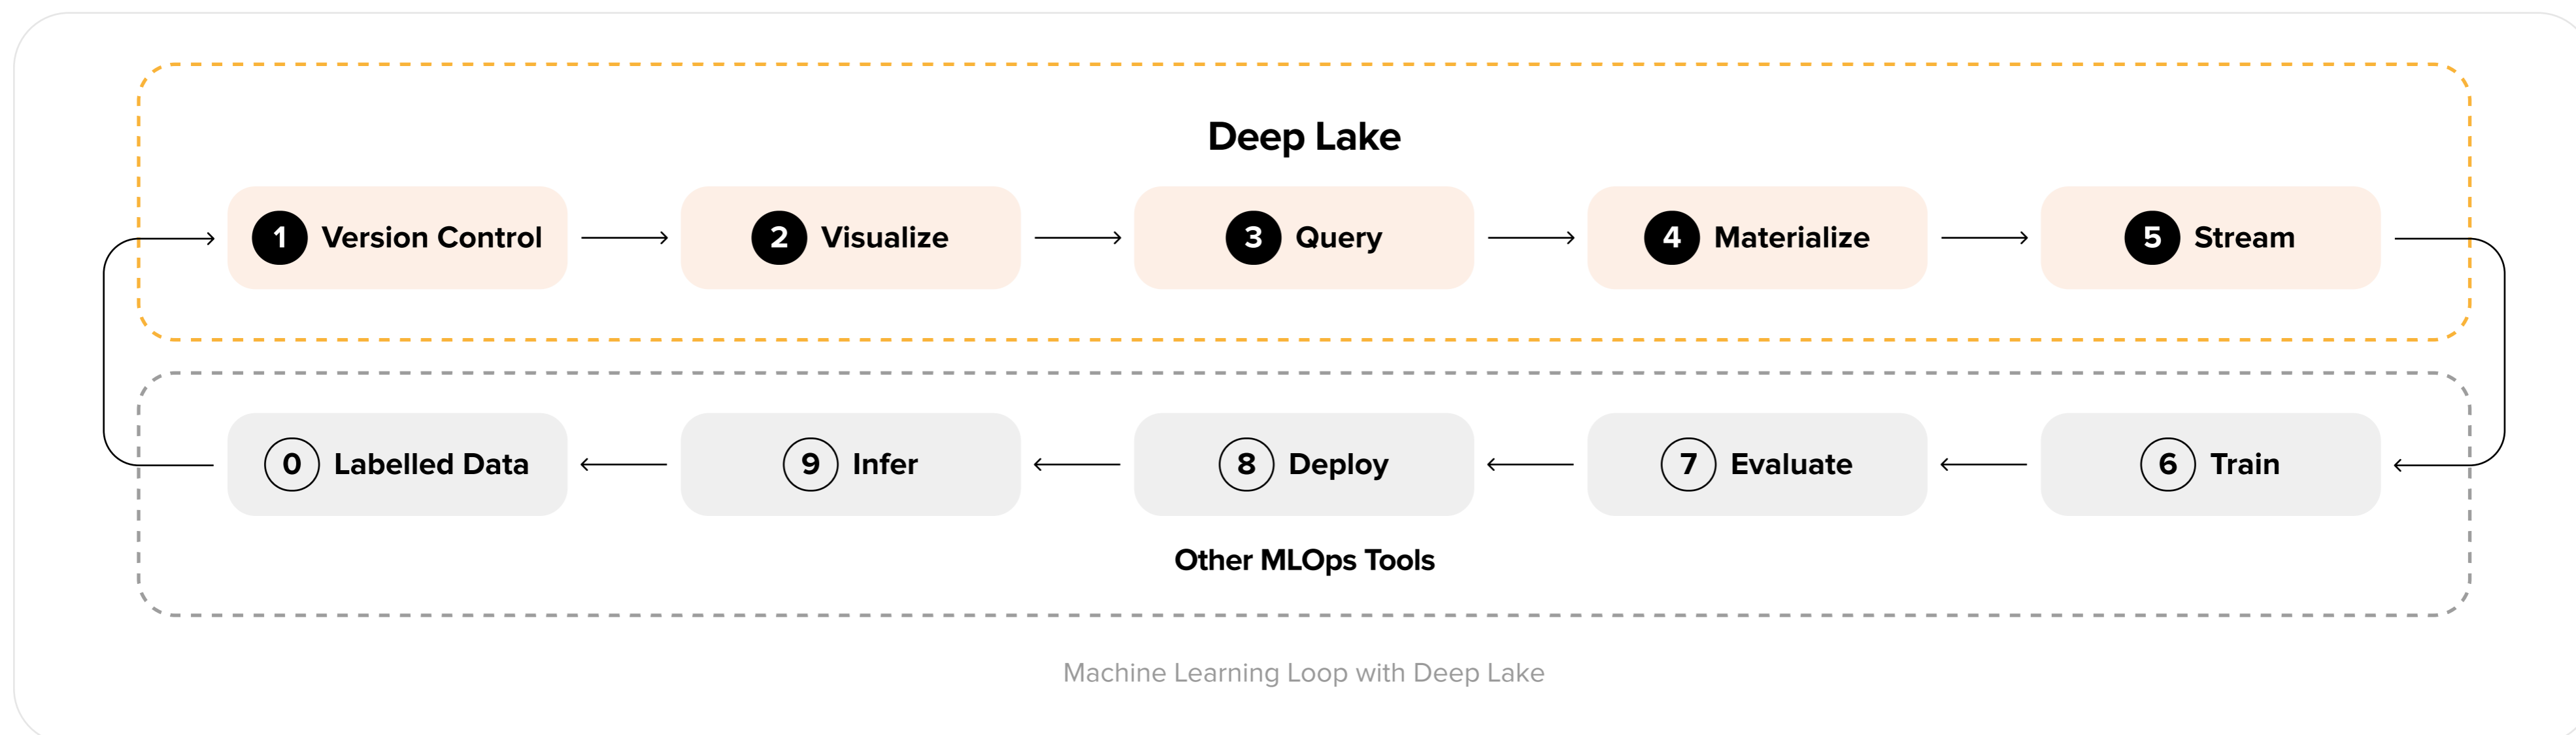 Deep Lake
1 Version Control
2 Visualize
3 Query
4 Materialize
5 Stream
0 Labelled Data
9 Infer
8 Deploy
7 Evaluate
6 Train
Other MLOps Tools
Machine Learning Loop with Deep Lake